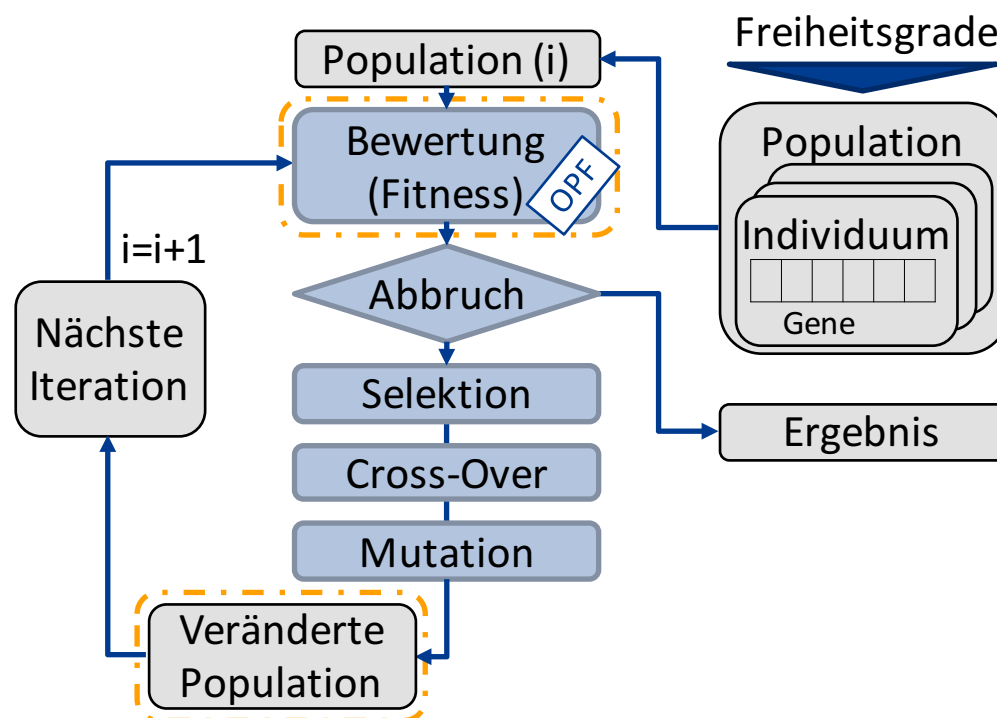 Freiheitsgrade
Population (i)
Population
Individuum
Gene
Bewertung
(Fitness)
OPF
i=i+1
Abbruch
Nächste
Iteration
Selektion
Ergebnis
Cross-Over
Mutation
Veränderte
Population